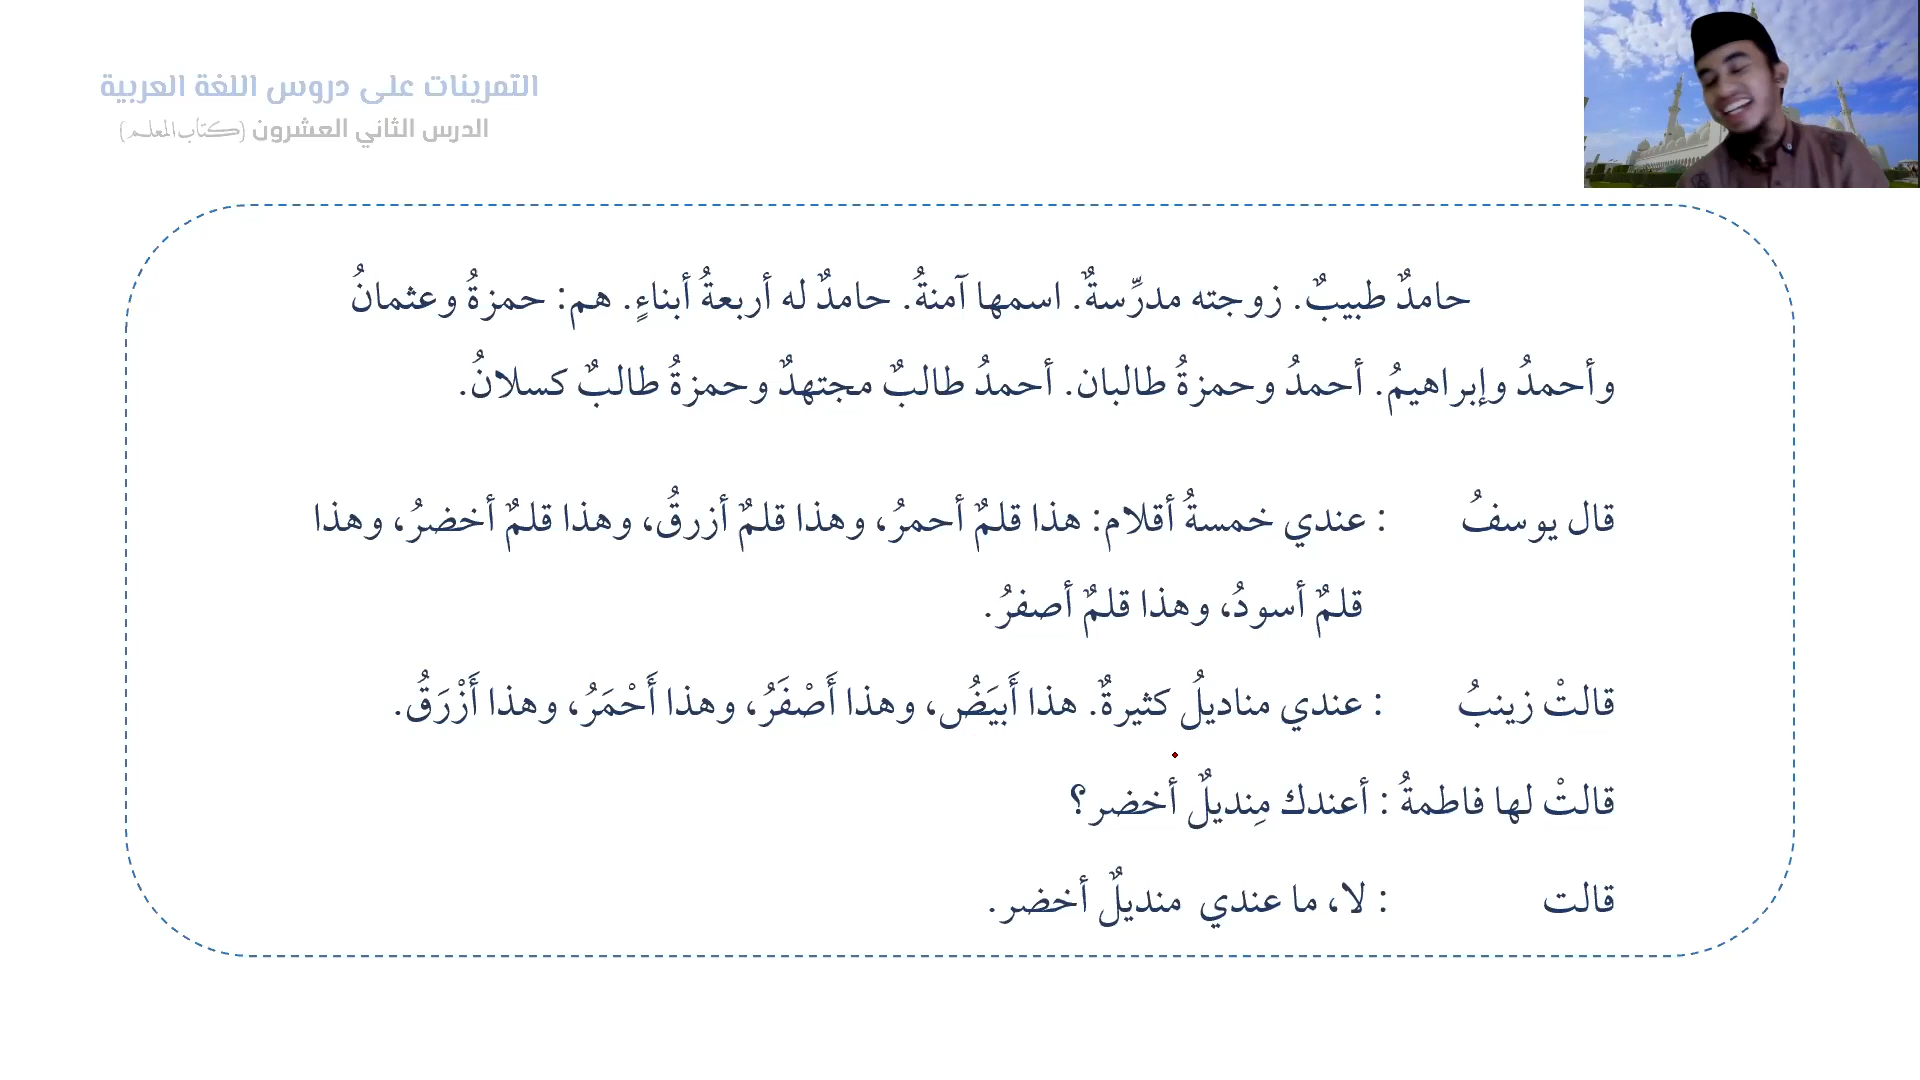 التمرينات على دروس اللغة العربية
الدرس الثاني العشرون (كتاب المعلم)
حامدٌ طبيبٌ. زوجته مدرِّسةٌ. اسمها آمنةُ. حامدٌ له أربعةُ أبناءٍ. هم: حمزةُ وعثمانُ
وأحمدُ وإبراهيمُ. أحمدُ وحمزةُ طالبان. أحمدُ طالبٌ مجتهدٌ وحمزةُ طالبٌ كسلانُ.
قال يوسفُ : عندي خمسةُ أقلام: هذا قلمٌ أحمرُ، وهذا قلمٌ أزرقُ، وهذا قلمٌ أخضرُ، وهذا
قلمٌ أسودُ، وهذا قلمٌ أصفرُ.
قالتْ زينبُ : عندي مناديلُ كثيرةٌ. هذا أَبيَضُ، وهذا أَصْفَرُ، وهذا أَحْمَرُ، وهذا أَزْرَقُ.
قالتْ لها فاطمةُ : أعندك مِنديلٌ أخضر؟
قالت : لا، ما عندي منديلٌ أخضر.